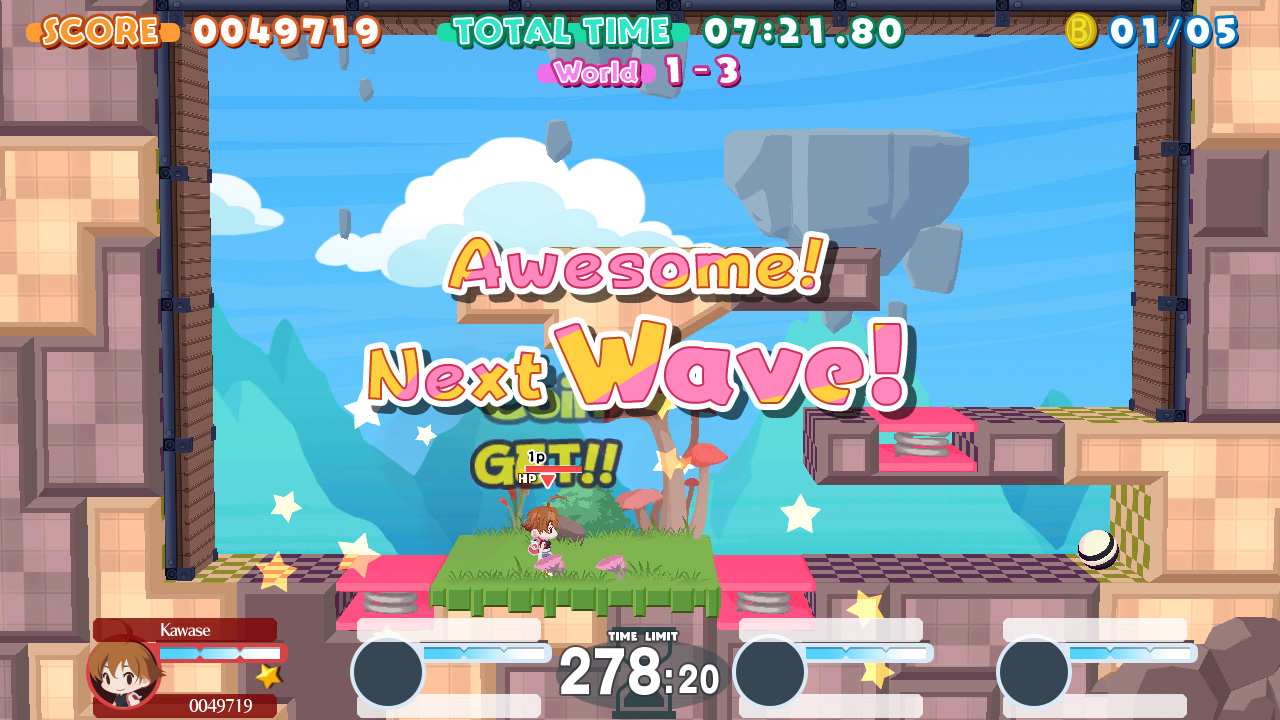 SCORE 0049719 TOTAL TIME 07:21.80 B 01/05
World 1-3
Awesome!
Next Wave!
GET!!
1p
HP
Kawase
TIME LIMIT
278:20
0049719